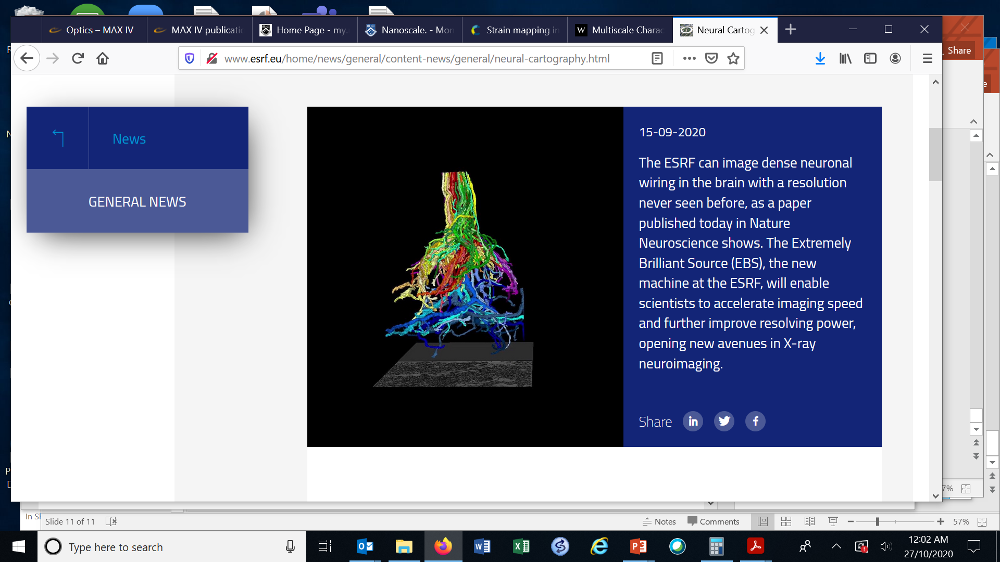 Optics – MAX IV
MAX IV publicatio
Home Page - my.
Nanoscale. - Mon
Strain mapping in
Multiscale Charac
Neural Cartog
www.esrf.eu/home/news/general/content-news/general/neural-cartography.html
Share
News
GENERAL NEWS
15-09-2020
The ESRF can image dense neuronal
wiring in the brain with a resolution
never seen before, as a paper
published today in Nature
Neuroscience shows. The Extremely
Brilliant Source (EBS), the new
machine at the ESRF, will enable
scientists to accelerate imaging speed
and further improve resolving power,
opening new avenues in X-ray
neuroimaging.
Share
7%
Slide 11 of 11
Notes
Comments
57%
Type here to search
12:02 AM
27/10/2020